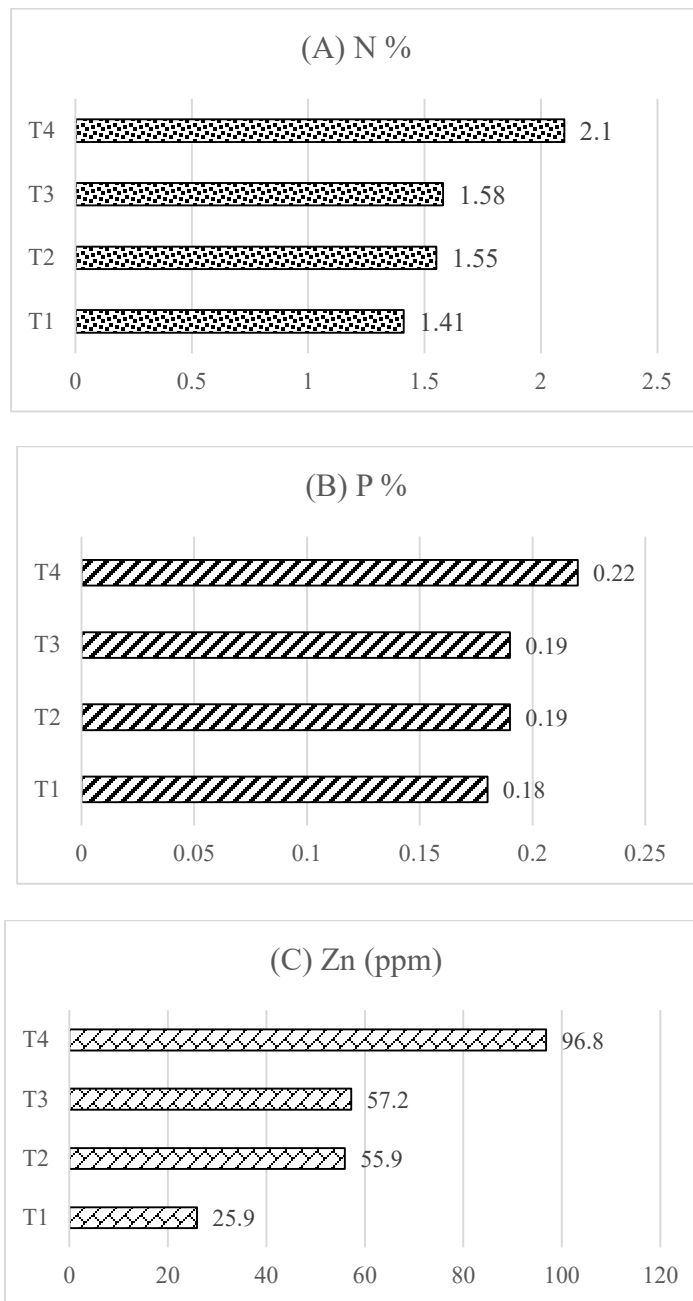 (A) N %
T4
2.1
T3
1.58
T2
1.55
T1
1.41
0 0.5 1 1.5 2 2.5
(B) P %
T4
0.22
T3
0.19
T2
0.19
T1
0.18
0 0.05 0.1 0.15 0.2 0.25
(C) Zn (ppm)
T4
96.8
T3
57.2
T2
55.9
T1
25.9
0 20 40 60 80 100 120